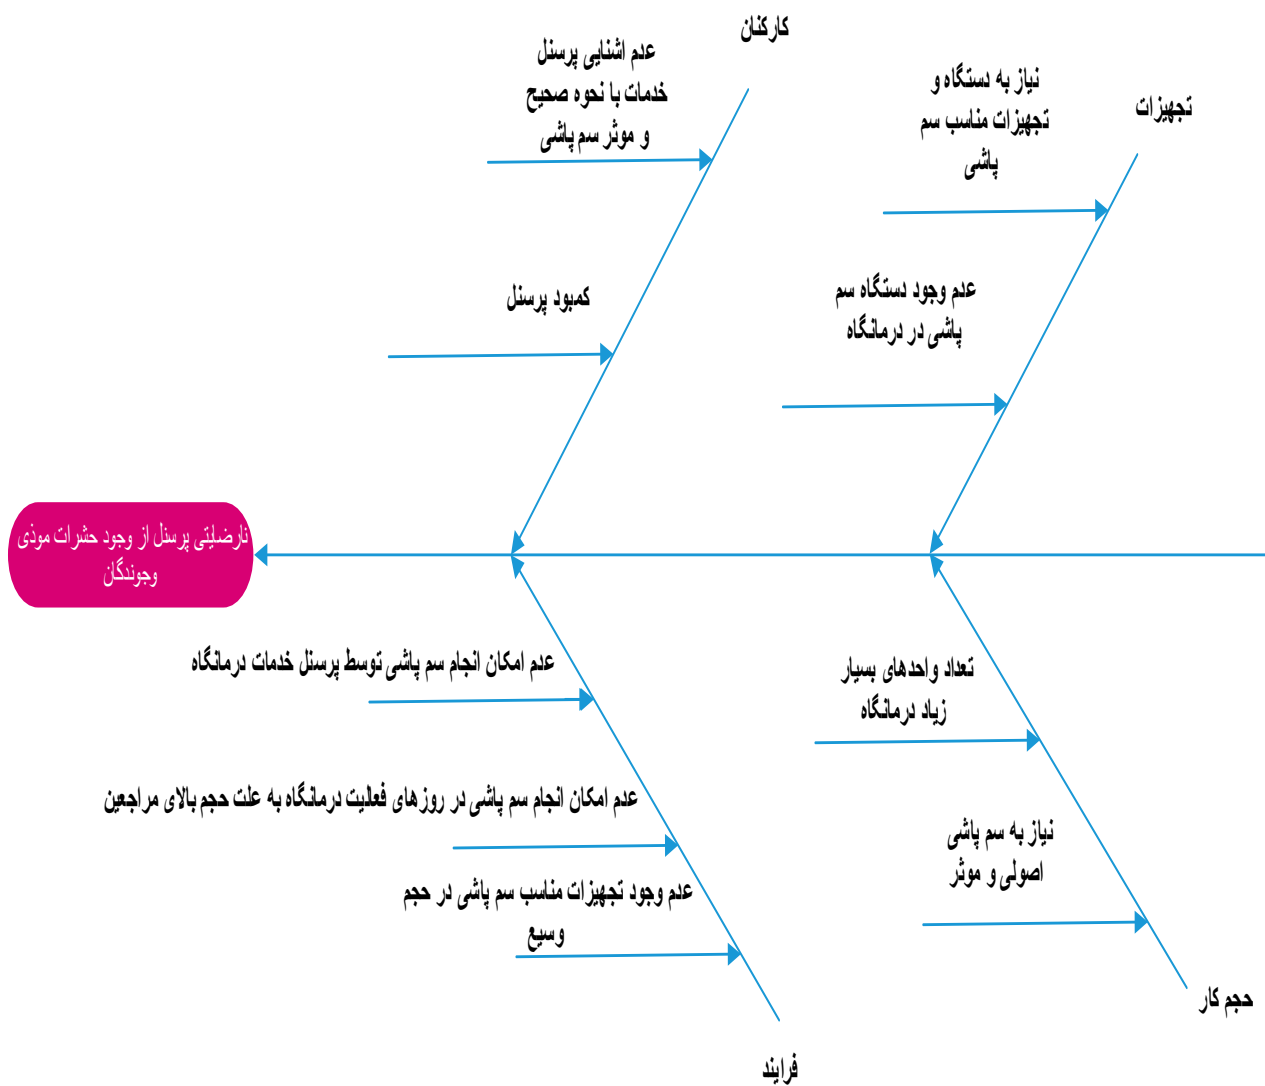 کارکنان
عدم اشنایی پرسنل
خدمات با نحوه صحیح
و موثر سم پاشی
کمبود پرسنل
تجهیزات
نیاز به دستگاه و
تجهیزات مناسب سم
پاشی
عدم وجود دستگاه سم
پاشی در درمانگاه
نارضایتی پرسنل از وجود حشرات موذی
وجوندگان
عدم امکان انجام سم پاشی توسط پرسنل خدمات درمانگاه
عدم امکان انجام سم پاشی در روزهای فعالیت درمانگاه به علت حجم بالای مراجعین
عدم وجود تجهیزات مناسب سم پاشی در حجم
وسیع
فرایند
تعداد واحدهای بسیار
زیاد درمانگاه
نیاز به سم پاشی
اصولی و موثر
حجم کار